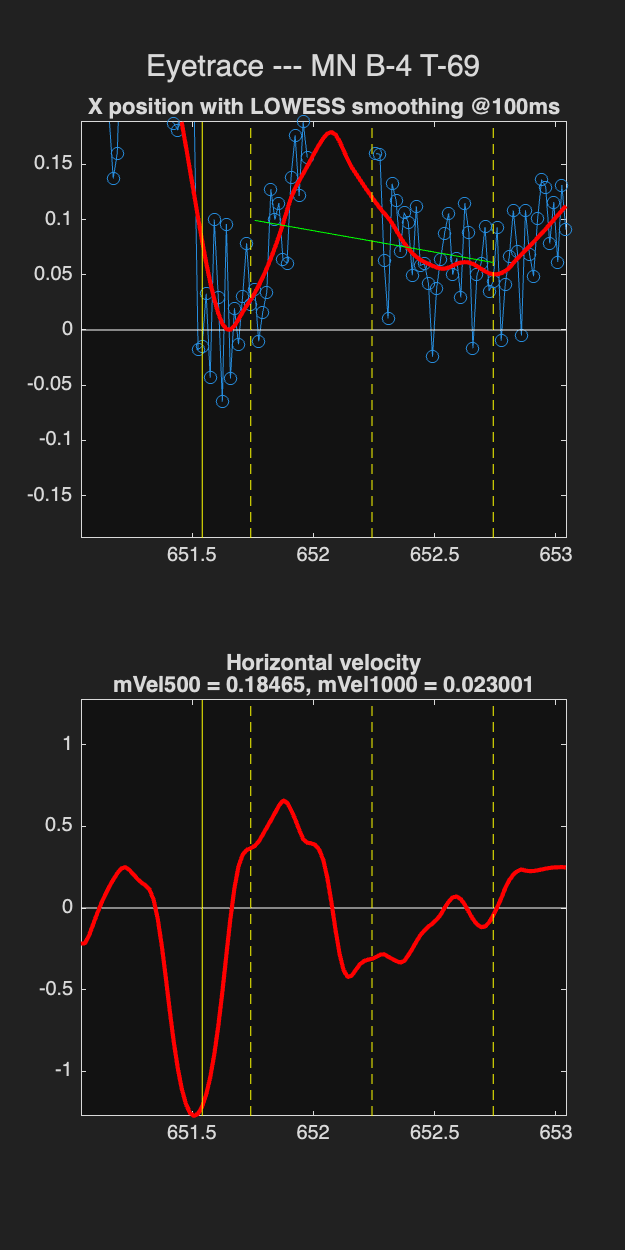 Eyetrace --- MN B-4 T-69
X position with LOWESS smoothing @100ms
0.15
0.1
0.05
0
-0.05
-0.1
-0.15
651.5 652 652.5 653
Horizontal velocity
mVel500 = 0.18465, mVel1000 = 0.023001
1
0.5
0
-0.5
-1
651.5 652 652.5 653